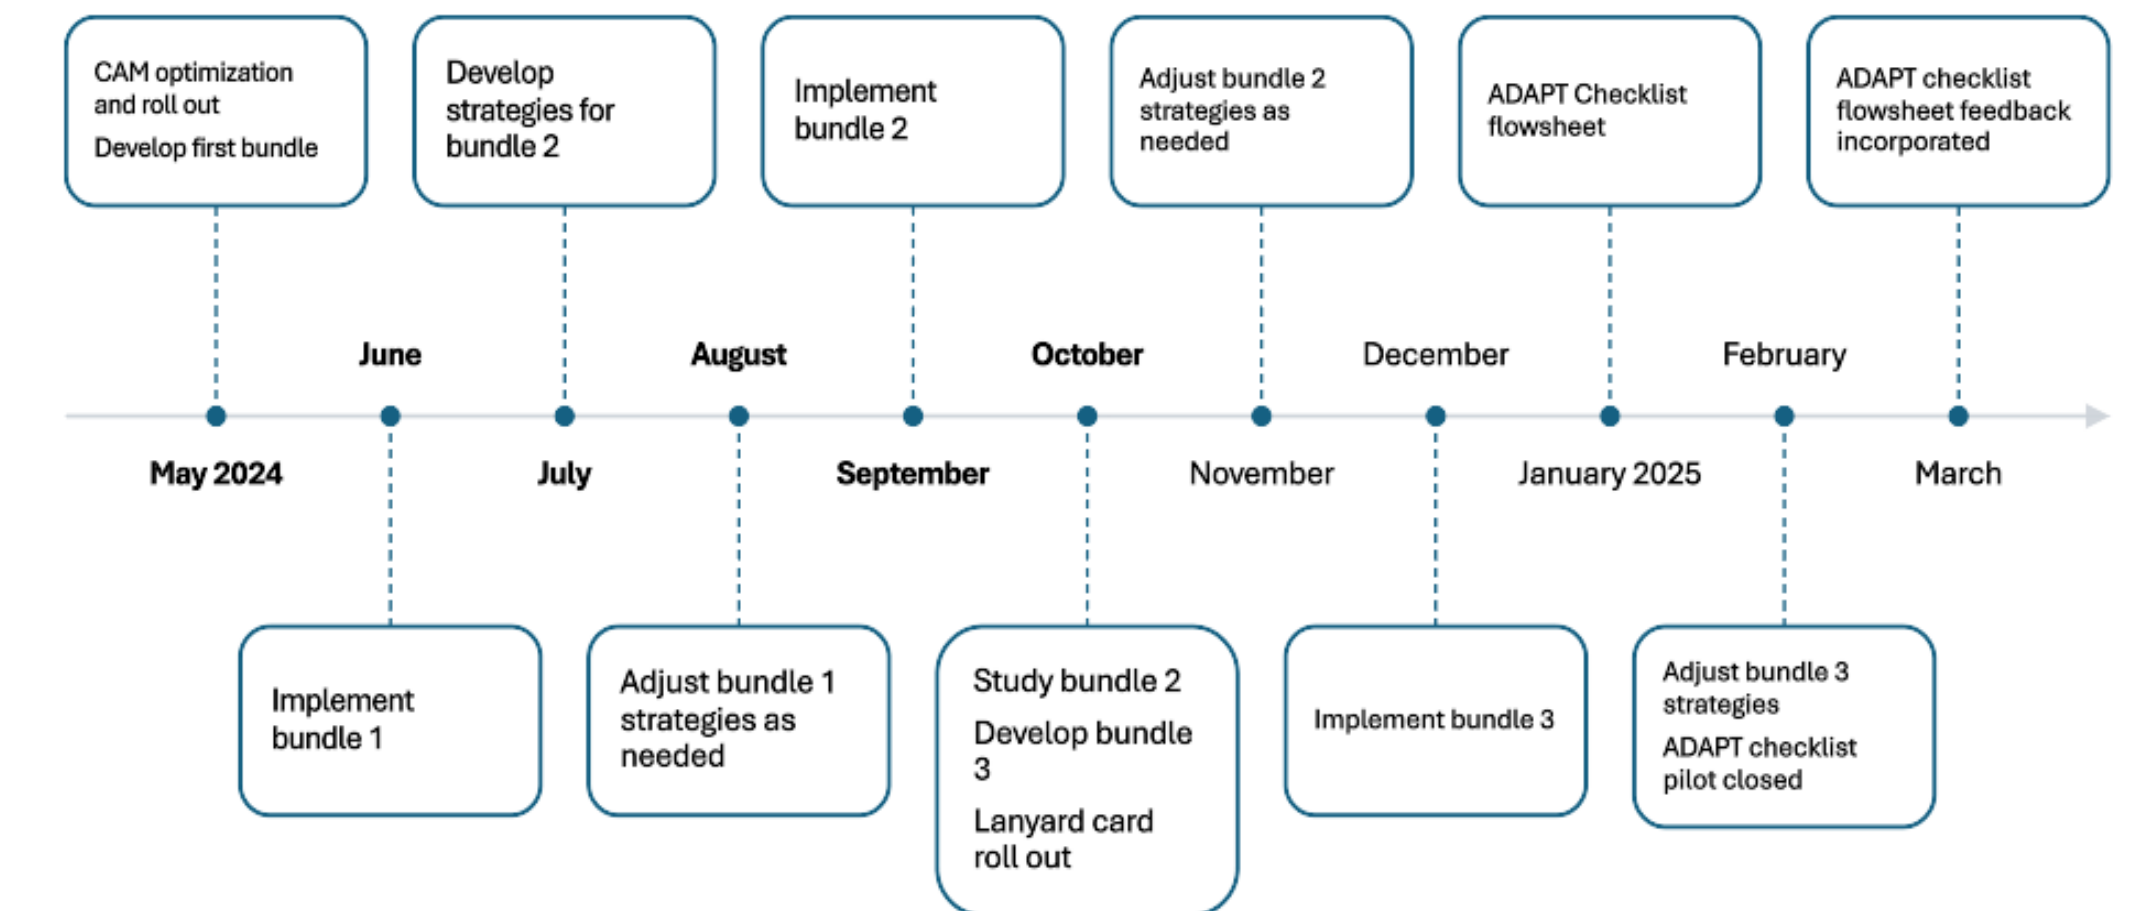 CAM optimization
and roll out
Develop first bundle
Develop
strategies for
bundle 2
Implement
bundle 2
Adjust bundle 2
strategies as
needed
ADAPT Checklist
flowsheet
ADAPT checklist
flowsheet feedback
incorporated
June
August
October
December
February
May 2024
July
September
November
January 2025
March
Implement
bundle 1
Adjust bundle 1
strategies as
needed
Study bundle 2
Develop bundle
3
Lanyard card
roll out
Implement bundle 3
Adjust bundle 3
strategies
ADAPT checklist
pilot closed